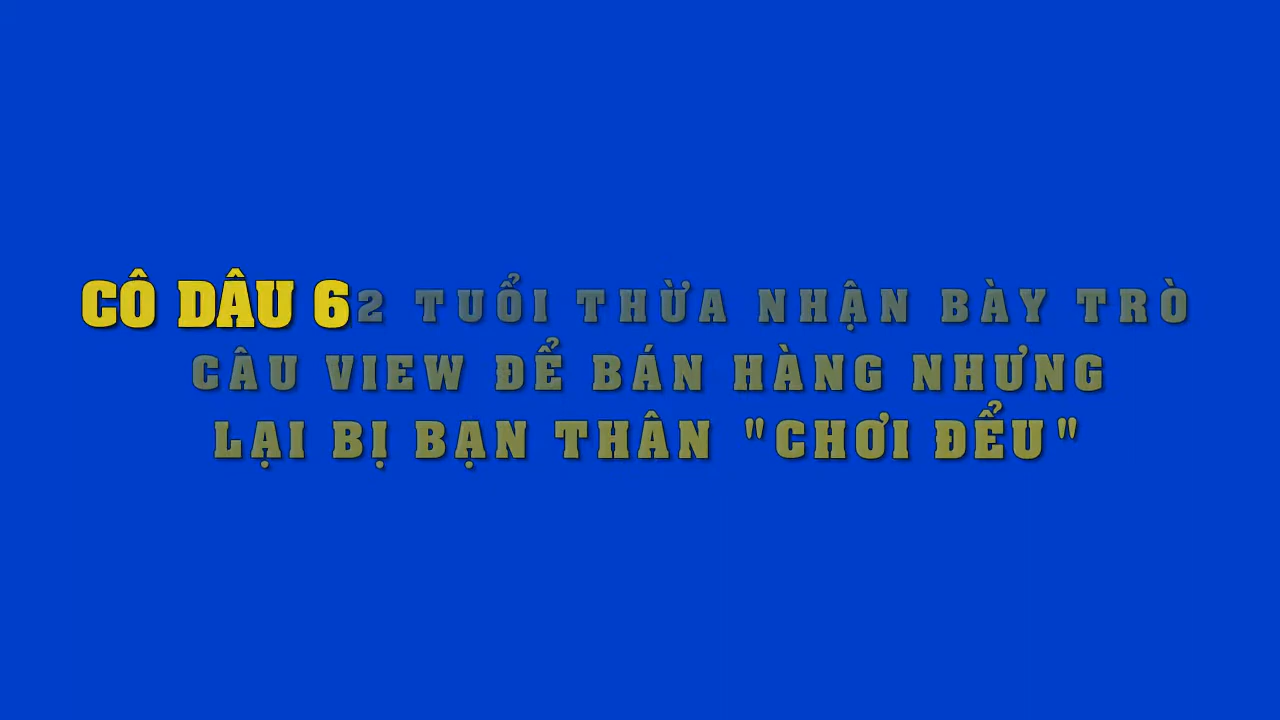 CÔ DÂU 62 TUỔI THỪA NHẬN BÀY TRÒ
CÂU VIEW ĐỂ BÁN HÀNG NHƯNG
LẠI BỊ BẠN THÂN "CHƠI ĐỂU"